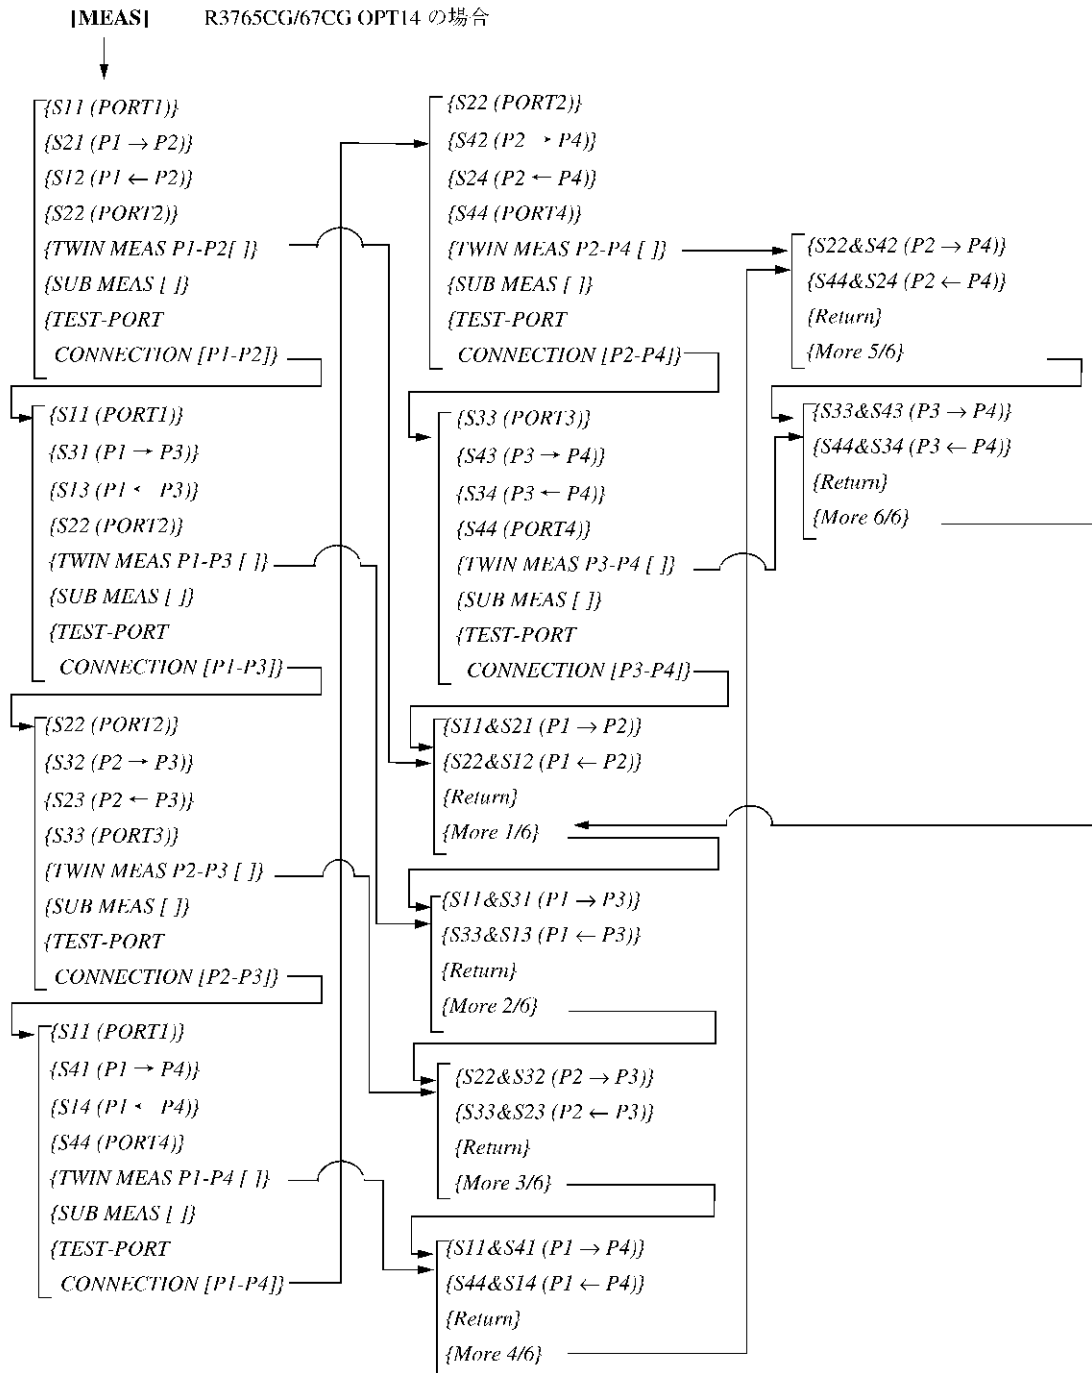 [MEAS] R3765CG/67CG OPT14 の場合
{S11 (PORT1)}
{S21 (P1 → P2)}
{S12 (P1 ← P2)}
{S22 (PORT2)}
{TWIN MEAS P1-P2[ ]}
{SUB MEAS [ ]}
{TEST-PORT
CONNECTION [P1-P2]}
{S11 (PORT1)}
{S31 (P1 → P3)}
{S13 (P1 ← P3)}
{S22 (PORT2)}
{TWIN MEAS P1-P3 [ ]}
{SUB MEAS [ ]}
{TEST-PORT
CONNECTION [P1-P3]}
{S22 (PORT2)}
{S32 (P2 → P3)}
{S23 (P2 ← P3)}
{S33 (PORT3)}
{TWIN MEAS P2-P3 [ ]}
{SUB MEAS [ ]}
{TEST-PORT
CONNECTION [P2-P3]}
{S11 (PORT1)}
{S41 (P1 → P4)}
{S14 (P1 ← P4)}
{S44 (PORT4)}
{TWIN MEAS P1-P4 [ ]}
{SUB MEAS [ ]}
{TEST-PORT
CONNECTION [P1-P4]}
{S22 (PORT2)}
{S42 (P2 → P4)}
{S24 (P2 ← P4)}
{S44 (PORT4)}
{TWIN MEAS P2-P4 [ ]}
{SUB MEAS [ ]}
{TEST-PORT
CONNECTION [P2-P4]}
{S33 (PORT3)}
{S43 (P3 → P4)}
{S34 (P3 ← P4)}
{S44 (PORT4)}
{TWIN MEAS P3-P4 [ ]}
{SUB MEAS [ ]}
{TEST-PORT
CONNECTION [P3-P4]}
{S11&S21 (P1 → P2)}
{S22&S12 (P1 ← P2)}
{Return}
{More 1/6}
{S11&S31 (P1 → P3)}
{S33&S13 (P1 ← P3)}
{Return}
{More 2/6}
{S22&S32 (P2 → P3)}
{S33&S23 (P2 ← P3)}
{Return}
{More 3/6}
{S11&S41 (P1 → P4)}
{S44&S14 (P1 ← P4)}
{Return}
{More 4/6}
{S22&S42 (P2 → P4)}
{S44&S24 (P2 ← P4)}
{Return}
{More 5/6}
{S33&S43 (P3 → P4)}
{S44&S34 (P3 ← P4)}
{Return}
{More 6/6}